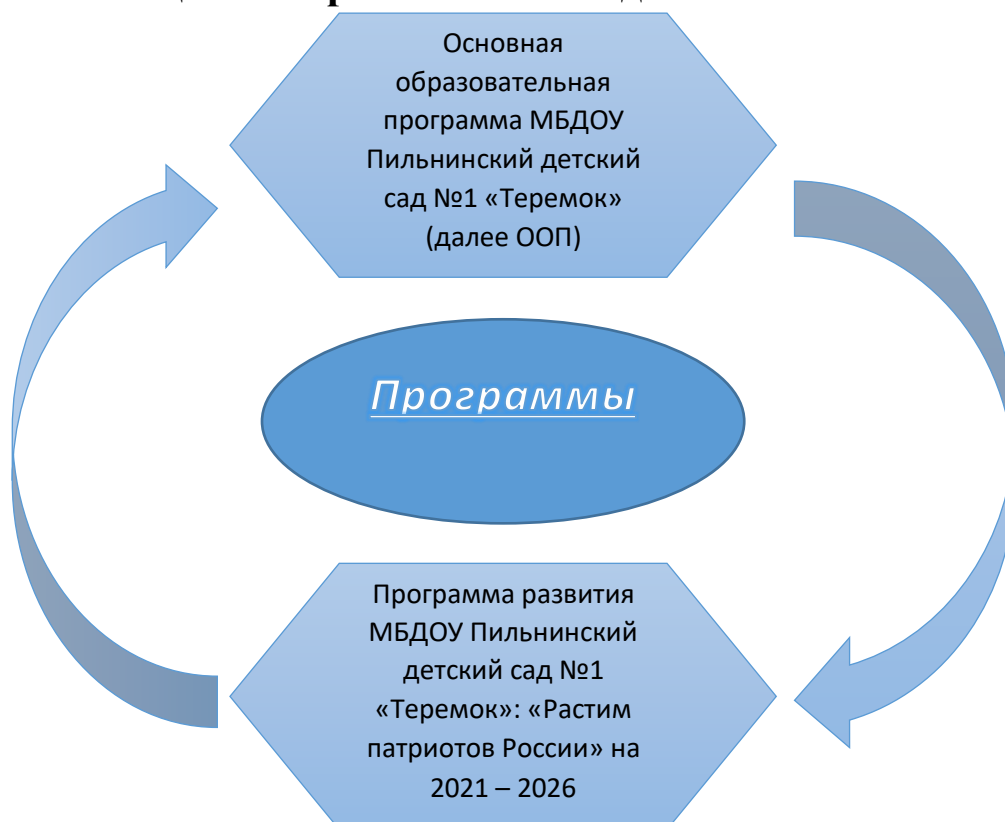 Основная
образовательная
программа МБДОУ
Пильнинский детский
сад №1 «Теремок»
(далее ООП)
Программы
Программа развития
МБДОУ Пильнинский
детский сад №1
«Теремок»: «Растим
патриотов России» на
2021 – 2026